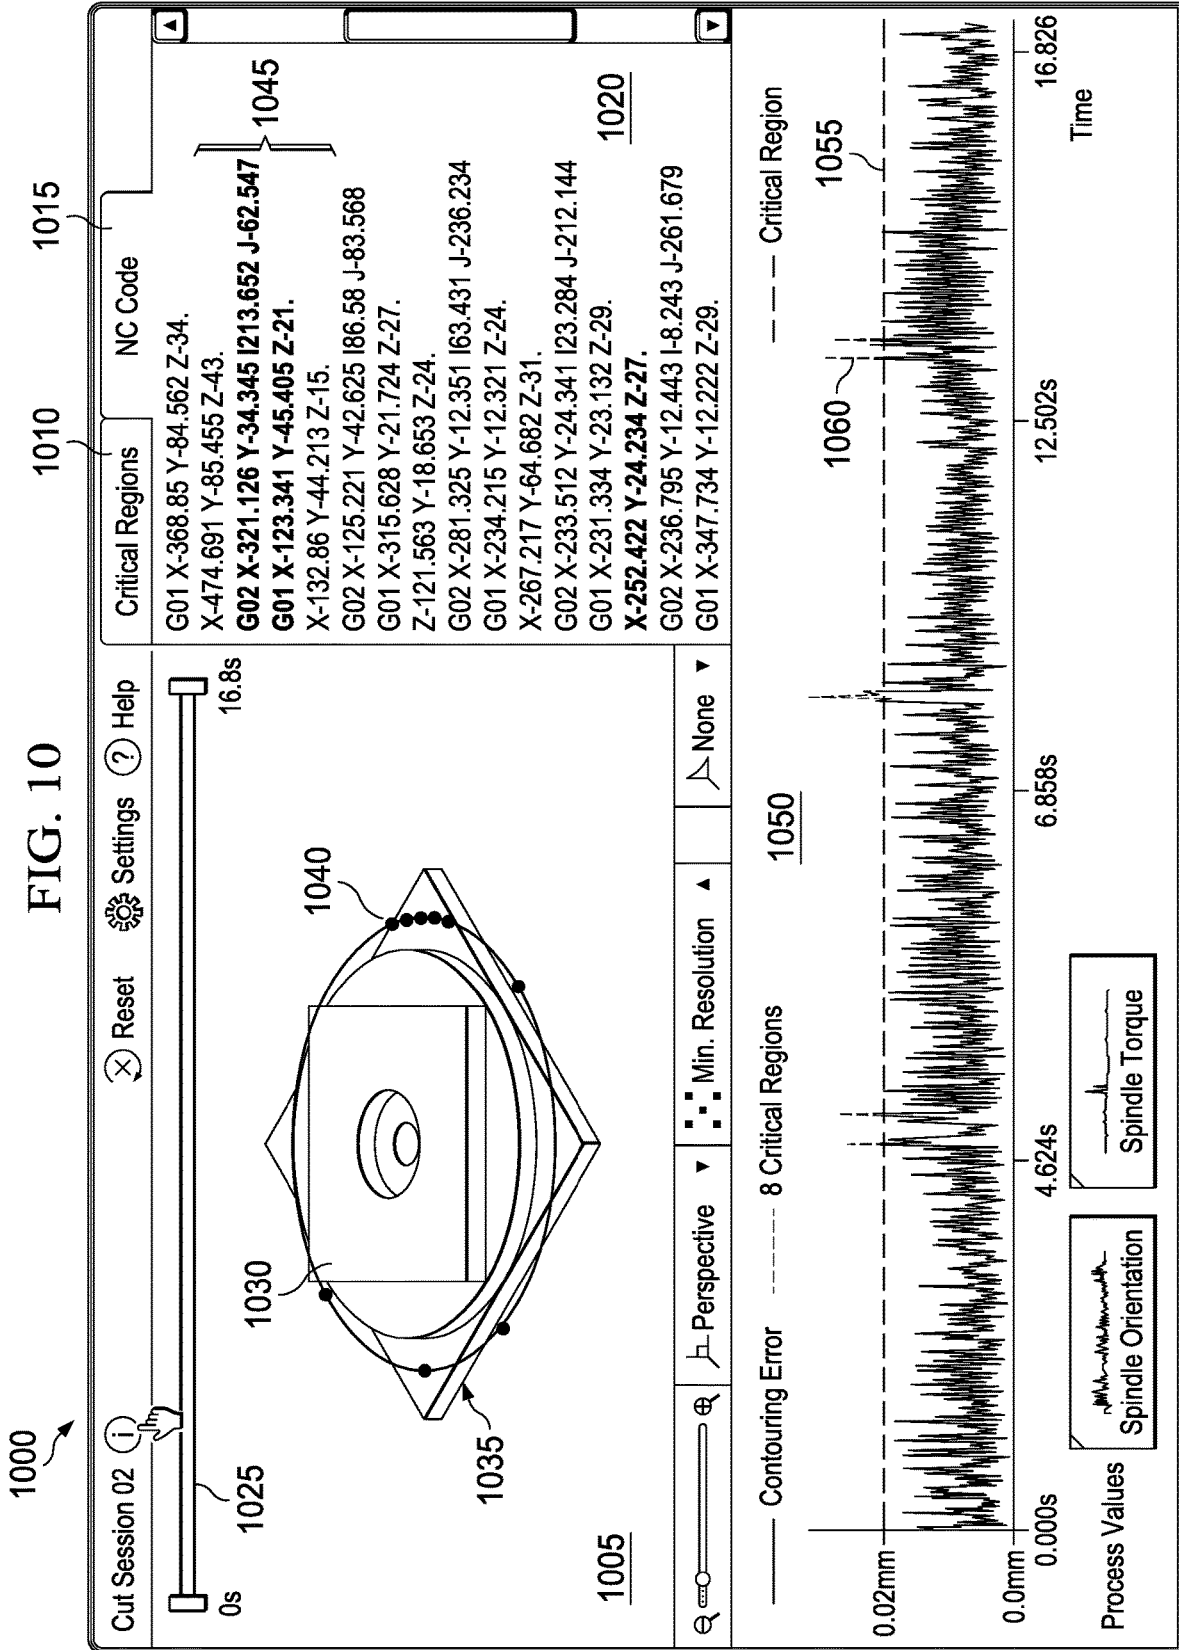 FIG. 10
1000
Cut Session 02
i
Reset
Settings
? Help
0s
16.8s
1025
1030
1035
1040
1005
Perspective
Min. Resolution
None
1010
1015
Critical Regions
NC Code
G01 X-368.85 Y-84.562 Z-34.
X-474.691 Y-85.455 Z-43.
G02 X-321.126 Y-34.345 I213.652 J-62.547
G01 X-123.341 Y-45.405 Z-21.
X-132.86 Y-44.213 Z-15.
G02 X-125.221 Y-42.625 I86.58 J-83.568
G01 X-315.628 Y-21.724 Z-27.
Z-121.563 Y-18.653 Z-24.
G02 X-281.325 Y-12.351 I63.431 J-236.234
G01 X-234.215 Y-12.321 Z-24.
X-267.217 Y-64.682 Z-31.
G02 X-233.512 Y-24.341 I23.284 J-212.144
G01 X-231.334 Y-23.132 Z-29.
X-252.422 Y-24.234 Z-27.
G02 X-236.795 Y-12.443 I-8.243 J-261.679
G01 X-347.734 Y-12.222 Z-29.
1045
1020
Contouring Error
8 Critical Regions
Critical Region
1050
1055
1060
0.02mm
0.0mm
0.000s
4.624s
6.858s
12.502s
16.826
Time
Process Values
Spindle Orientation
Spindle Torque